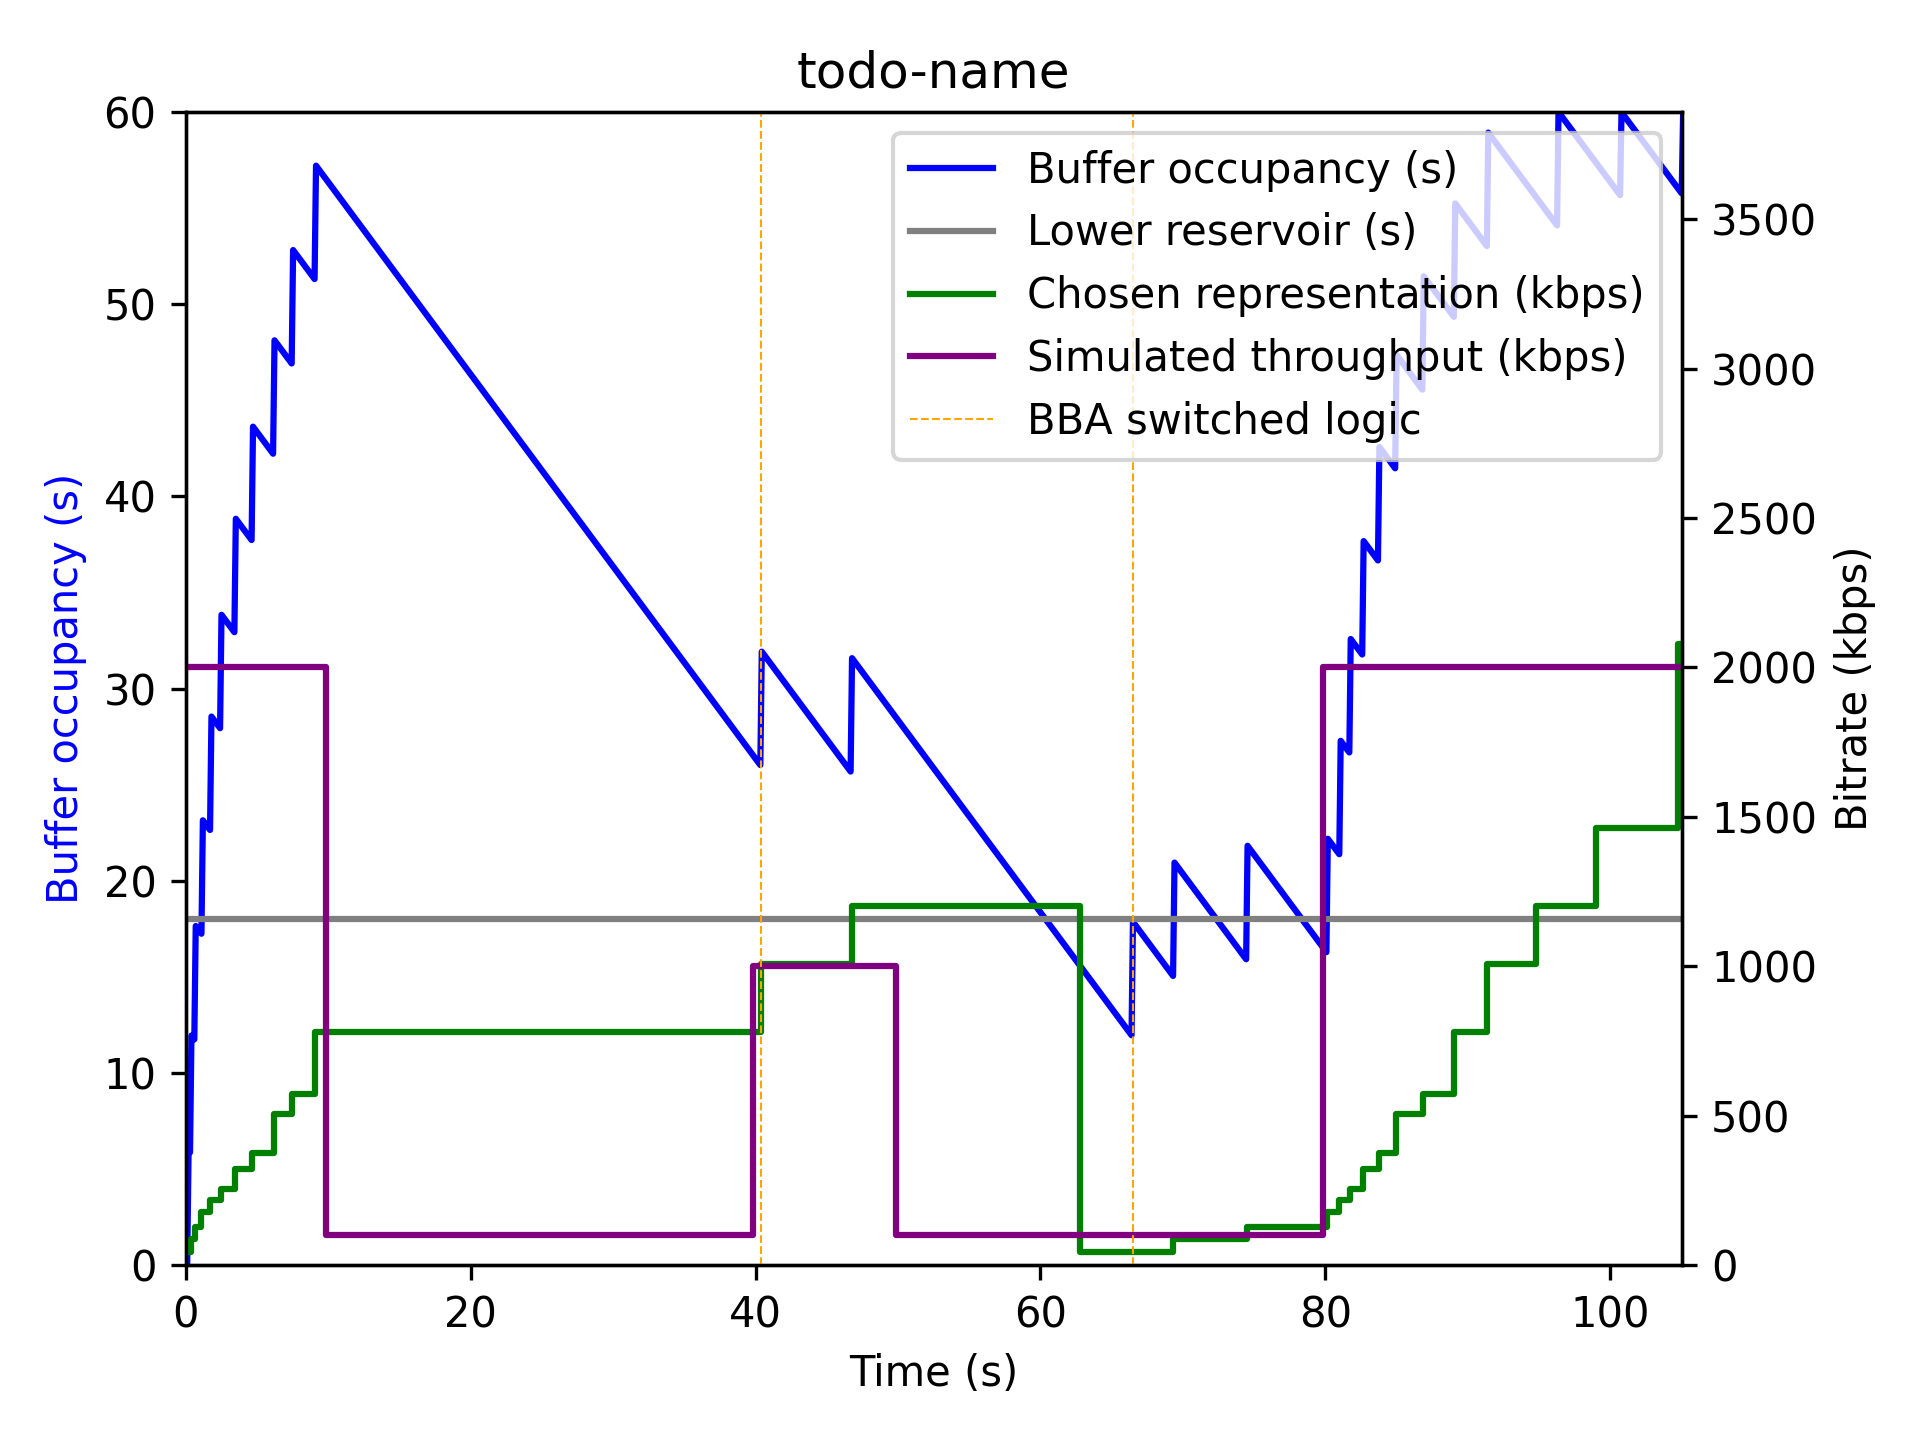 todo-name
Buffer occupancy (s)
60
50
40
30
20
10
0
Buffer occupancy (s)
Lower reservoir (s)
Chosen representation (kbps)
Simulated throughput (kbps)
BBA switched logic
3500
3000
2500
2000
1500
1000
500
0
Bitrate (kbps)
0 20 40 60 80 100
Time (s)